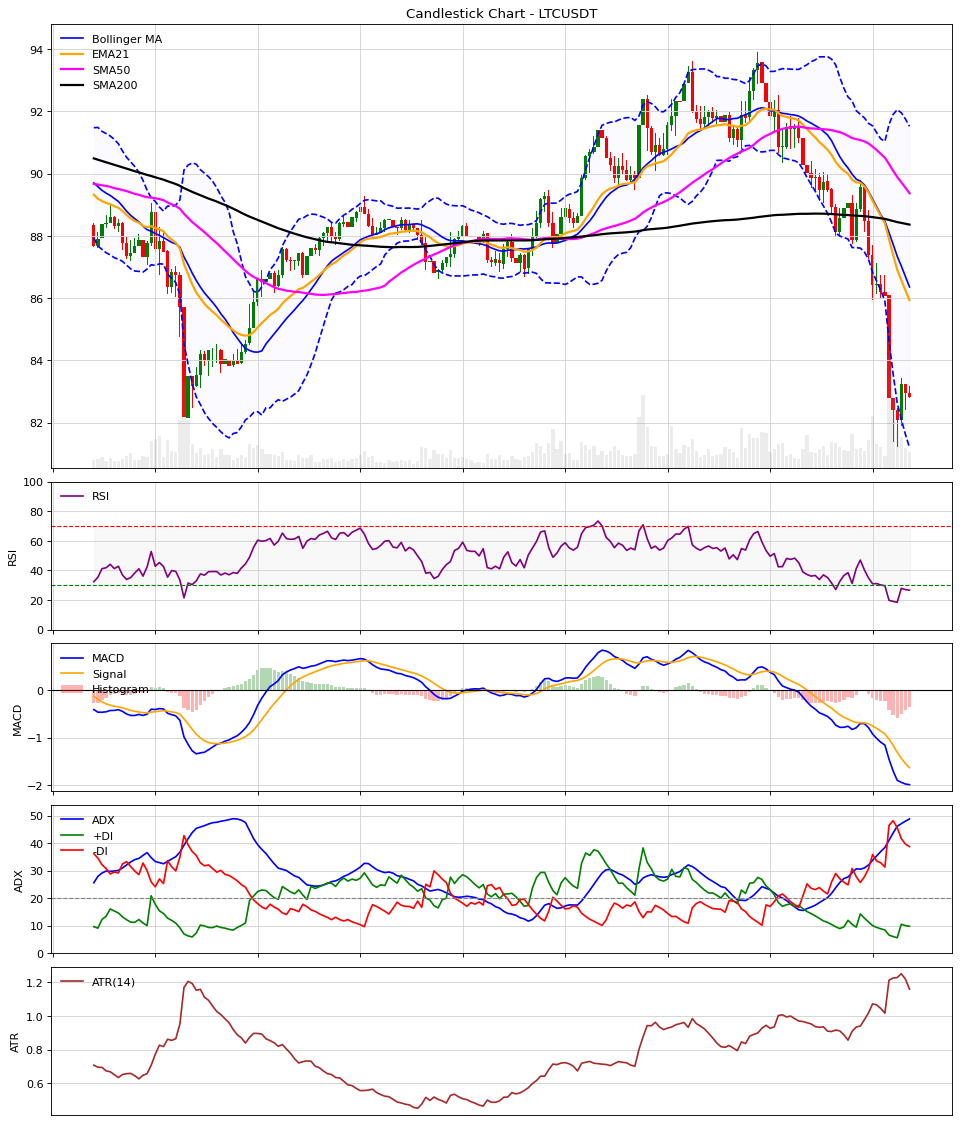 Candlestick Chart - LTCUSDT
Bollinger MA
EMA21
SMA50
SMA200
94
92
90
88
86
84
82
RSI
100
80
60
40
20
0
RSI
MACD
Signal
Histogram
0
−1
−2
MACD
ADX
+DI
-DI
50
40
30
20
10
0
ADX
ATR(14)
1.2
1.0
0.8
0.6
ATR